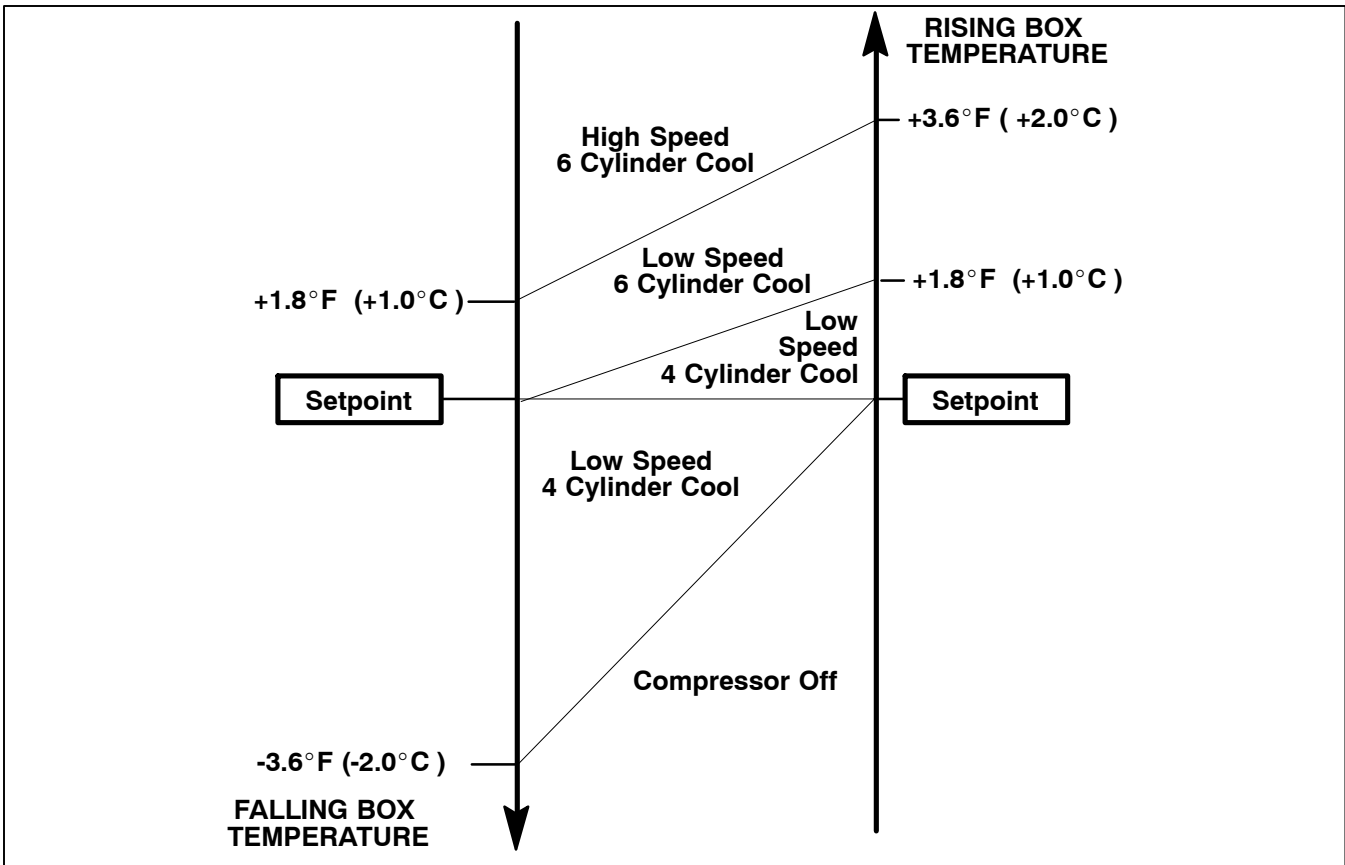 RISING BOX
TEMPERATURE
+3.6°F ( +2.0°C )
High Speed
6 Cylinder Cool
Low Speed
6 Cylinder Cool
+1.8°F (+1.0°C )
+1.8°F (+1.0°C)
Low
Speed
4 Cylinder Cool
Setpoint
Setpoint
Low Speed
4 Cylinder Cool
Compressor Off
-3.6°F (-2.0°C )
FALLING BOX
TEMPERATURE